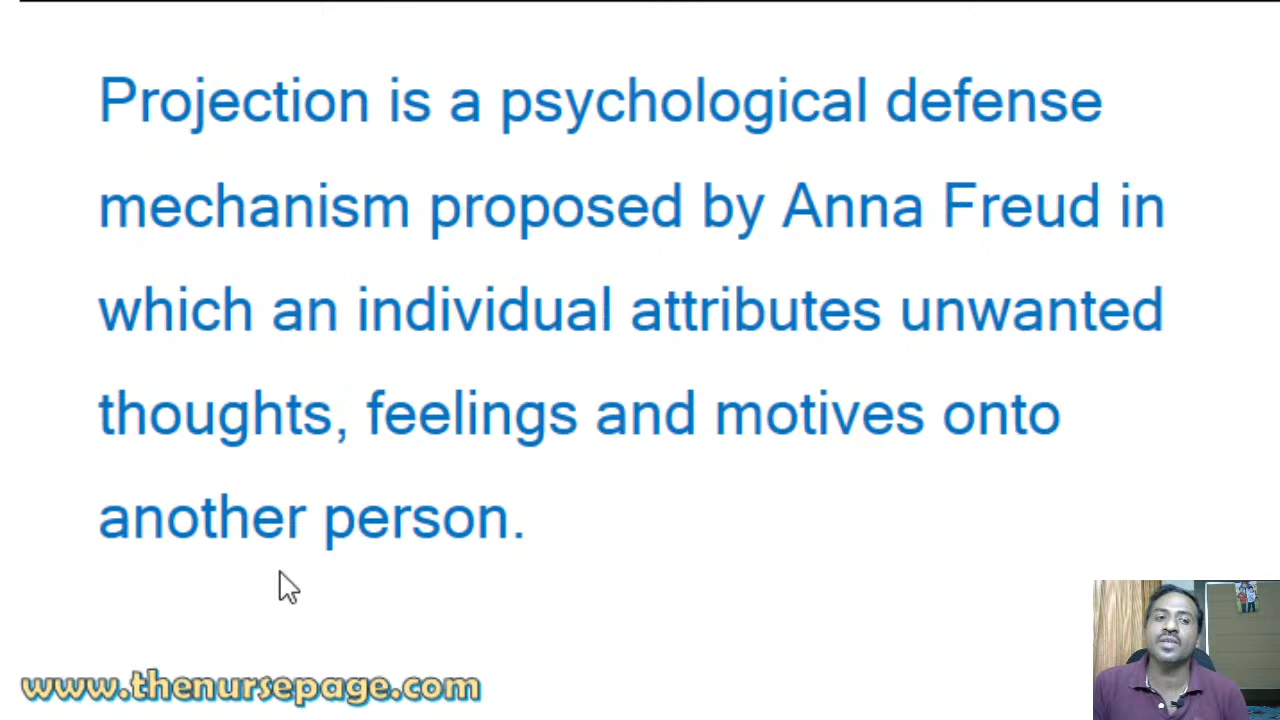 Projection is a psychological defense
mechanism proposed by Anna Freud in
which an individual attributes unwanted
thoughts, feelings and motives onto
another person.
www.thenursepage.com